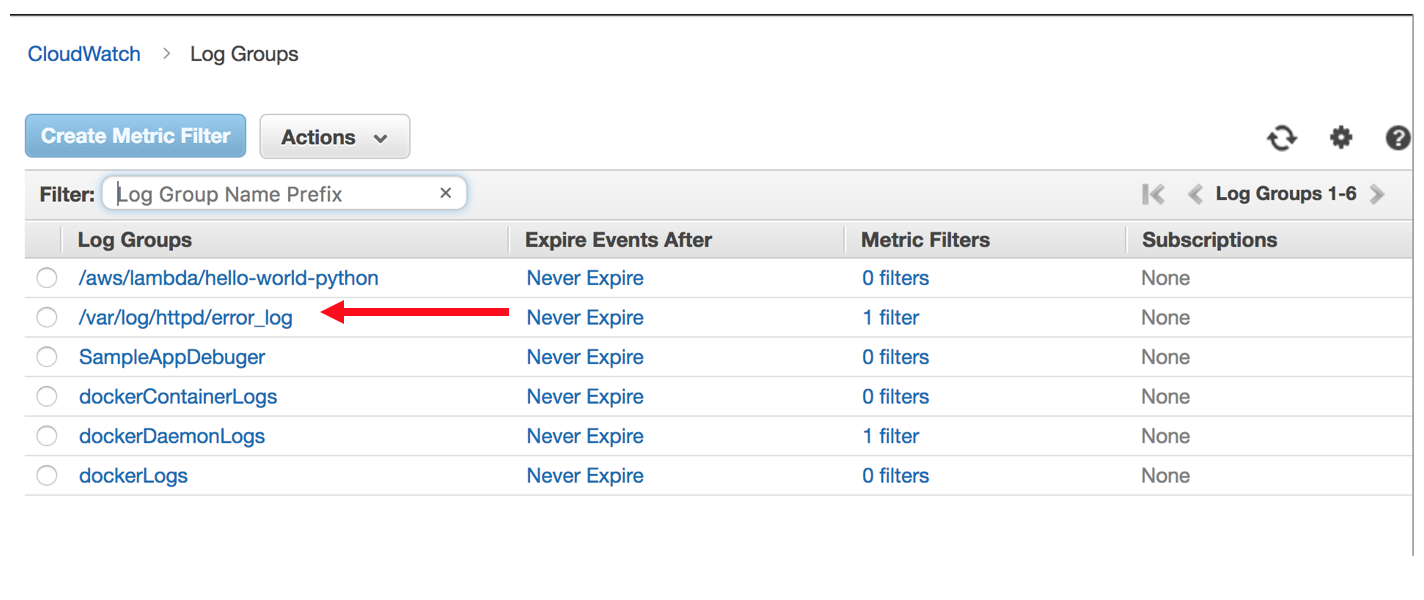 CloudWatch > Log Groups
Create Metric Filter Actions
Filter: Log Group Name Prefix × Log Groups 1-6
Log Groups Expire Events After Metric Filters Subscriptions
/aws/lambda/hello-world-python Never Expire 0 filters None
/var/log/httpd/error_log Never Expire 1 filter None
SampleAppDebuger Never Expire 0 filters None
dockerContainerLogs Never Expire 0 filters None
dockerDaemonLogs Never Expire 1 filter None
dockerLogs Never Expire 0 filters None